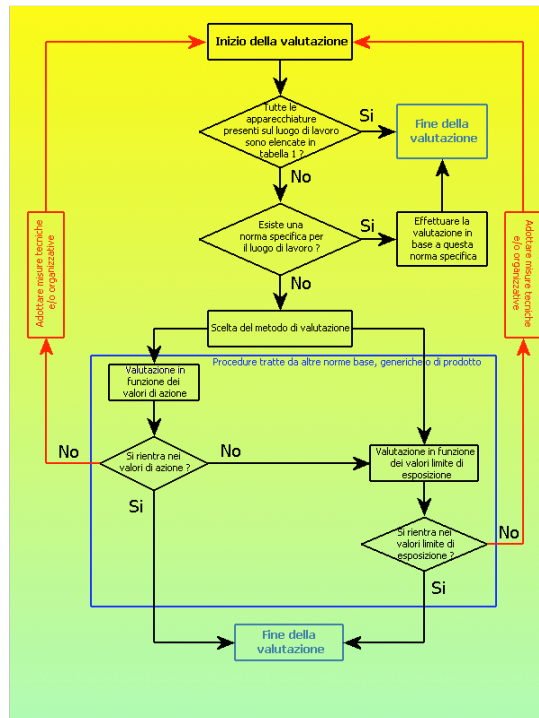 Inizio della valutazione
Tutte le
apparecchiature
presenti sul luogo di lavoro
sono elencate in
tabella 1 ?
Si
Fine della
valutazione
No
Esiste una
norma specifica per
il luogo di lavoro ?
Si
Effettuare la
valutazione in
base a questa
norma specifica
Adottare misure tecniche
e/o organizzative
Adottare misure tecniche
e/o organizzative
No
Scelta del metodo di valutazione
Procedure tratte da altre norme base, generiche o di prodotto
Valutazione in
funzione dei
valori di azione
No
Si rientra nei
valori di azione ?
No
Valutazione in funzione
dei valori limite di
esposizione
Si
Si rientra nei
valori limite di
esposizione ?
No
Si
Fine della
valutazione